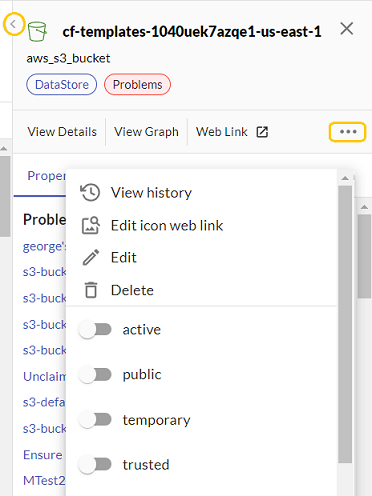 cf-templates-1040uek7azqe1-us-east-1
aws_s3_bucket
DataStore Problems
View Details View Graph Web Link
Proper
View history
Edit icon web link
Edit
Delete
active
public
temporary
trusted
Proble
george's
s3-buck
s3-buck
s3-buck
s3-buck
Unclaim
s3-defa
s3-buck
Ensure
MTest2